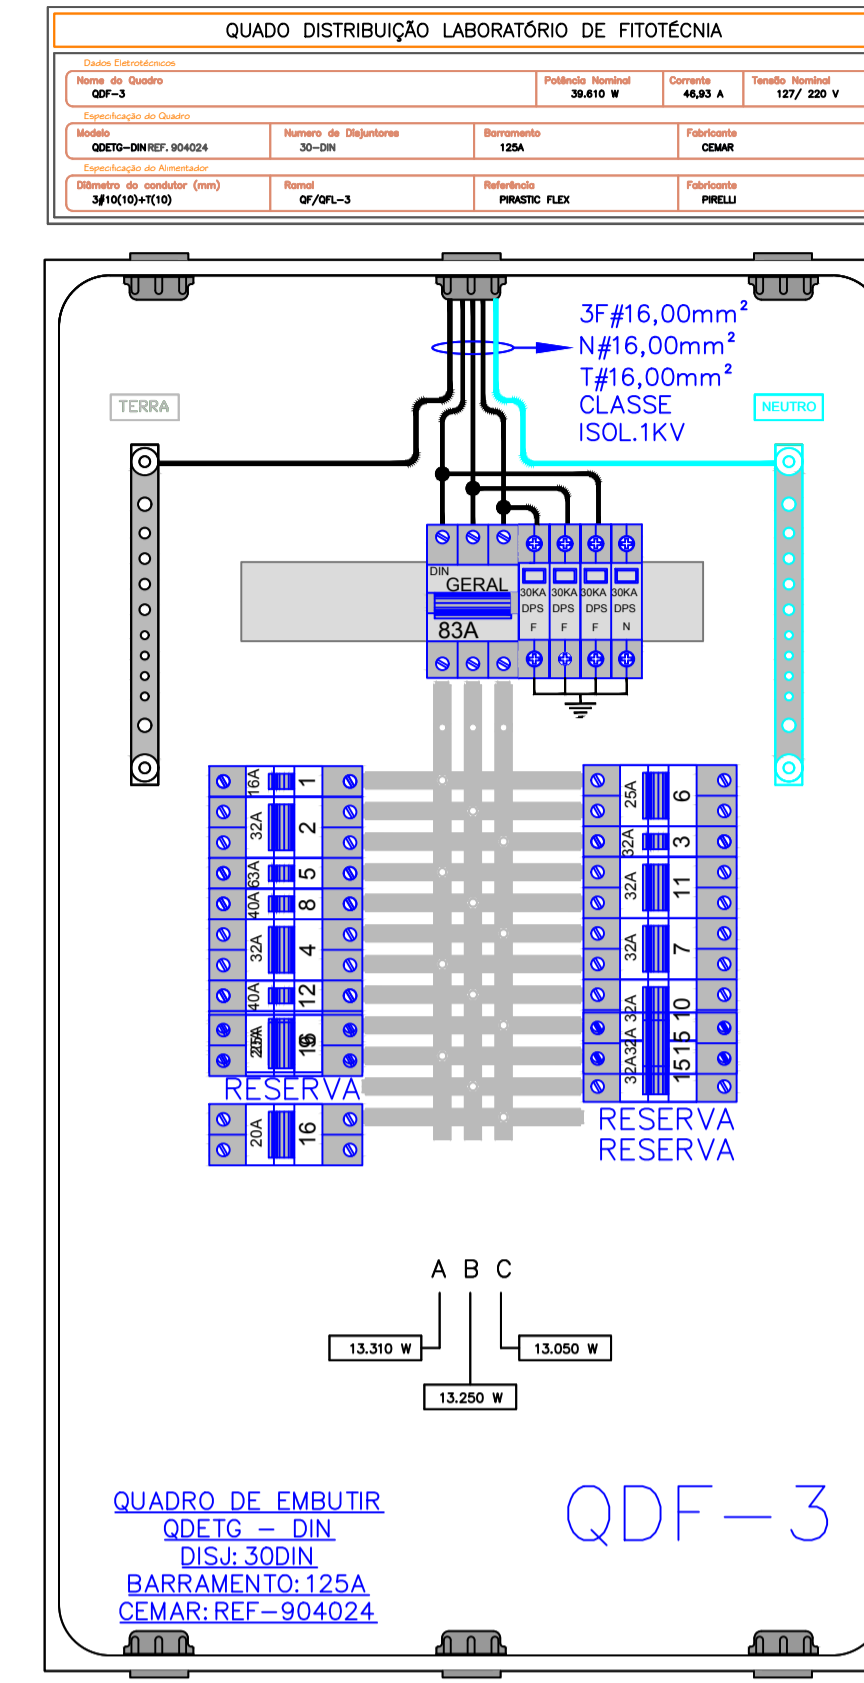 QUADO DISTRIBUIÇÃO LABORATÓRIO DE FITOTÉCNIA
Dados Eletrotécnicos
Nome do Quadro Potência Nominal Corrente Tensão Nominal
QDF-3 39.610 W 46,93 A 127/ 220 V
Especificação do Quadro
Modelo Numero de Disjuntores Barramento Fabricante
QDETG-DIN REF. 904024 30-DIN 125A CEMAR
Especificação do Alimentador
Diâmetro do condutor (mm) Ramal Referência Fabricante
3#10(10)+T(10) QF/QFL-3 PIRASTIC FLEX PIRELLI
3F#16,00mm²
N#16,00mm²
T#16,00mm²
CLASSE
ISOL.1KV
TERRA
NEUTRO
DIN
GERAL
83A
30KA 30KA 30KA 30KA
DPS DPS DPS DPS
F F F N
16A 1
32A 2
63A 5
40A 8
32A 4
40A 12
RESERVA
20A 16
25A 6
32A 3
32A 11
32A 7
32A 10
32A 15
32A 15
RESERVA
RESERVA
A B C
13.310 W
13.050 W
13.250 W
QUADRO DE EMBUTIR
QDETG - DIN
DISJ: 30DIN
BARRAMENTO: 125A
CEMAR: REF-904024
QDF-3